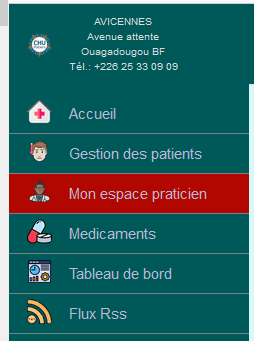 AVICENNES
Avenue attente
Ouagadougou BF
Tél.: +226 25 33 09 09
CHU
Accueil
Gestion des patients
Mon espace praticien
Medicaments
Tableau de bord
Flux Rss